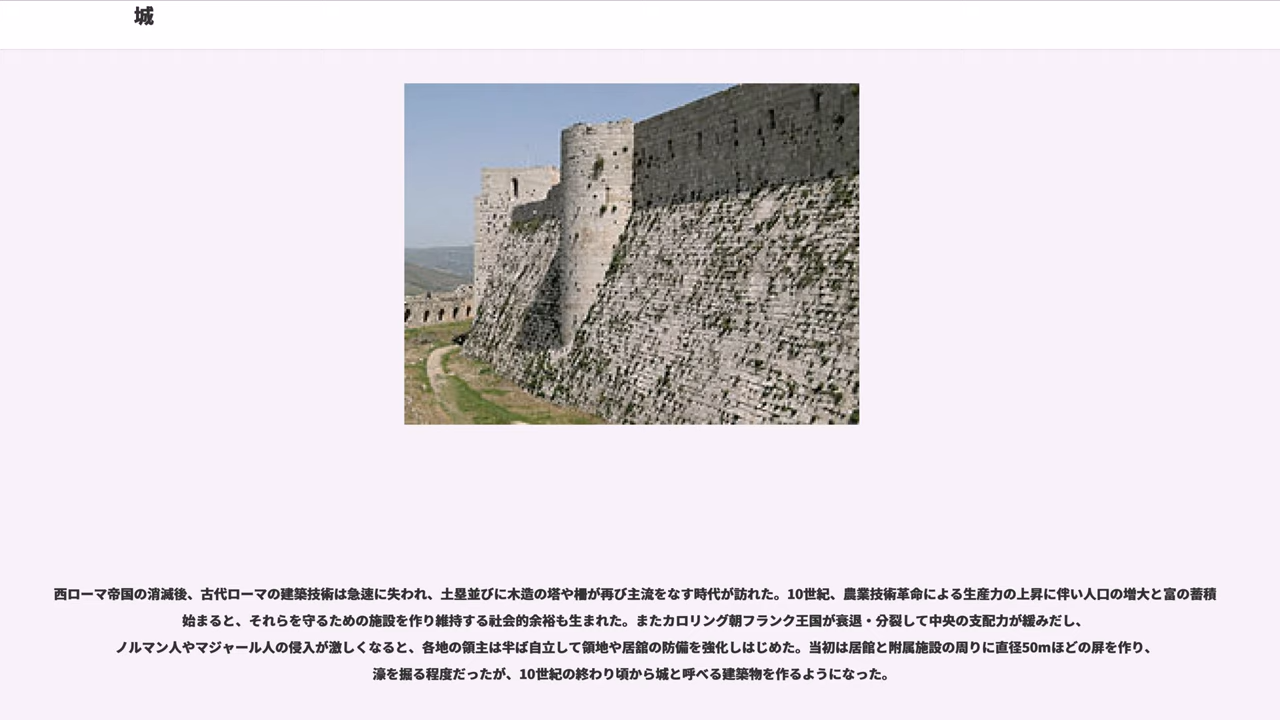 城
西ローマ帝国の消滅後、古代ローマの建築技術は急速に失われ、土塁並びに木造の塔や柵が再び主流をなす時代が訪れた。10世紀、農業技術革命による生産力の上昇に伴い人口の増大と富の蓄積
始まると、それらを守るための施設を作り維持する社会的余裕も生まれた。またカロリング朝フランク王国が衰退・分裂して中央の支配力が緩みだし、
ノルマン人やマジャール人の侵入が激しくなると、各地の領主は半ば自立して領地や居舘の防備を強化しはじめた。当初は居館と附属施設の周りに直径50mほどの屏を作り、
濠を掘る程度だったが、10世紀の終わり頃から城と呼べる建築物を作るようになった。